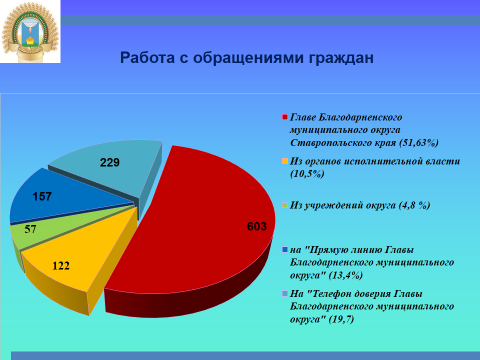 Работа с обращениями граждан
229
157
57
122
603
Главе Благодарненского
муниципального округа
Ставропольского края (51,63%)
Из органов исполнительной власти
(10,5%)
Из учреждений округа (4,8 %)
на "Прямую линию Главы
Благодарненского муниципального
округа" (13,4%)
На "Телефон доверия Главы
Благодарненского муниципального
округа" (19,7)